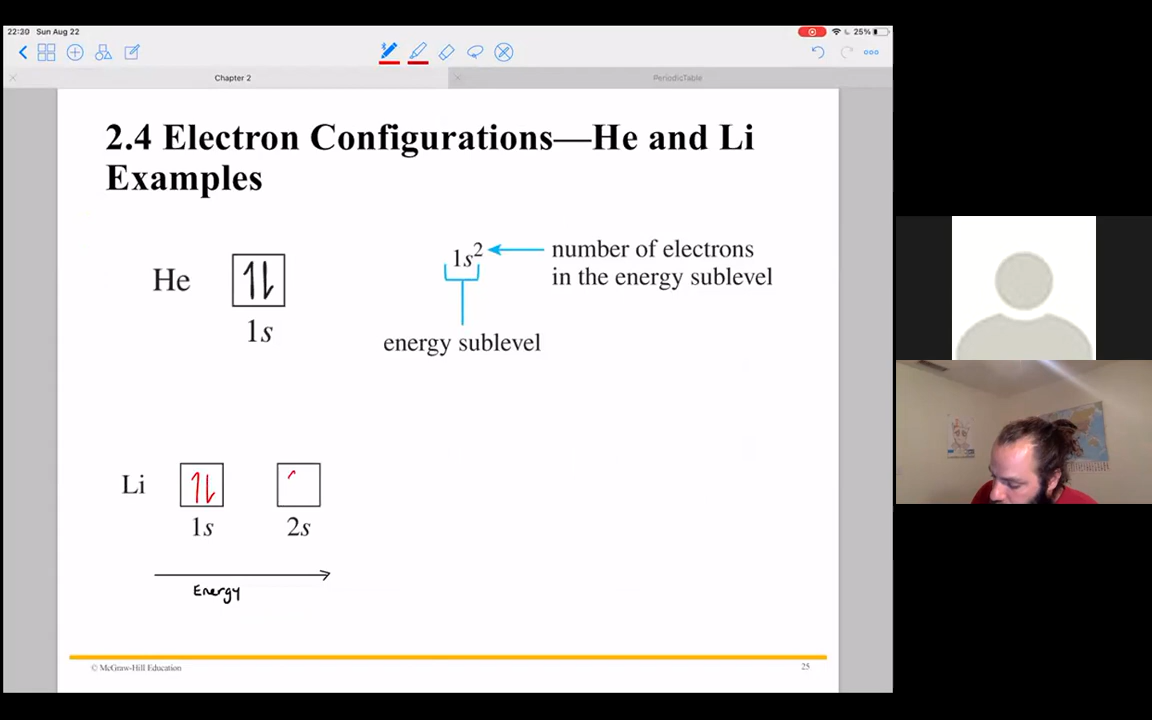 22:30 Sun Aug 22
25%
Chapter 2
PeriodicTable
2.4 Electron Configurations—He and Li
Examples
He
1s
1s²
number of electrons
in the energy sublevel
energy sublevel
Li
1s
2s
Energy
© McGraw-Hill Education
25